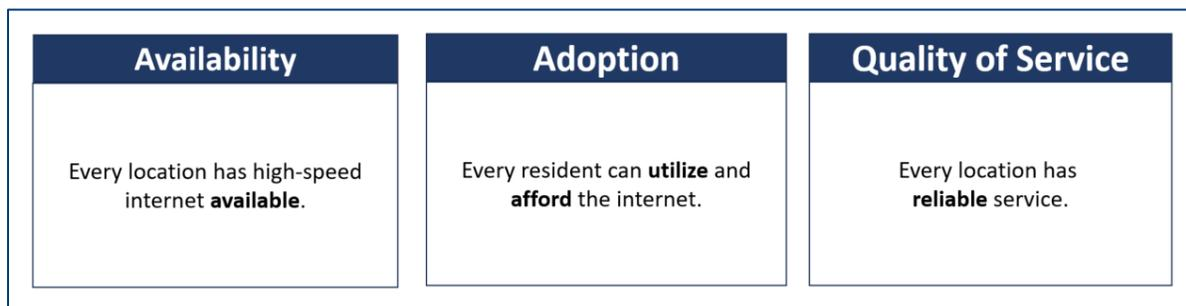 Availability
Every location has high-speed
internet available.
Adoption
Every resident can utilize and
afford the internet.
Quality of Service
Every location has
reliable service.